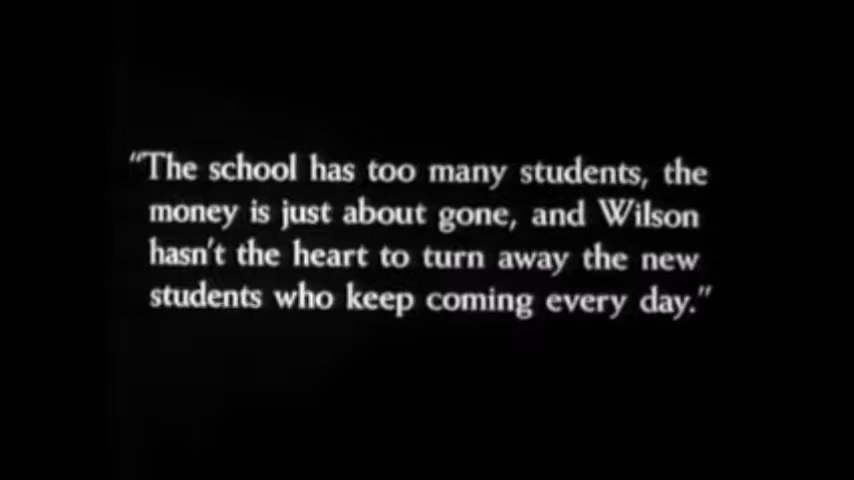 “The school has too many students, the
money is just about gone, and Wilson
hasn't the heart to turn away the new
students who keep coming every day.”